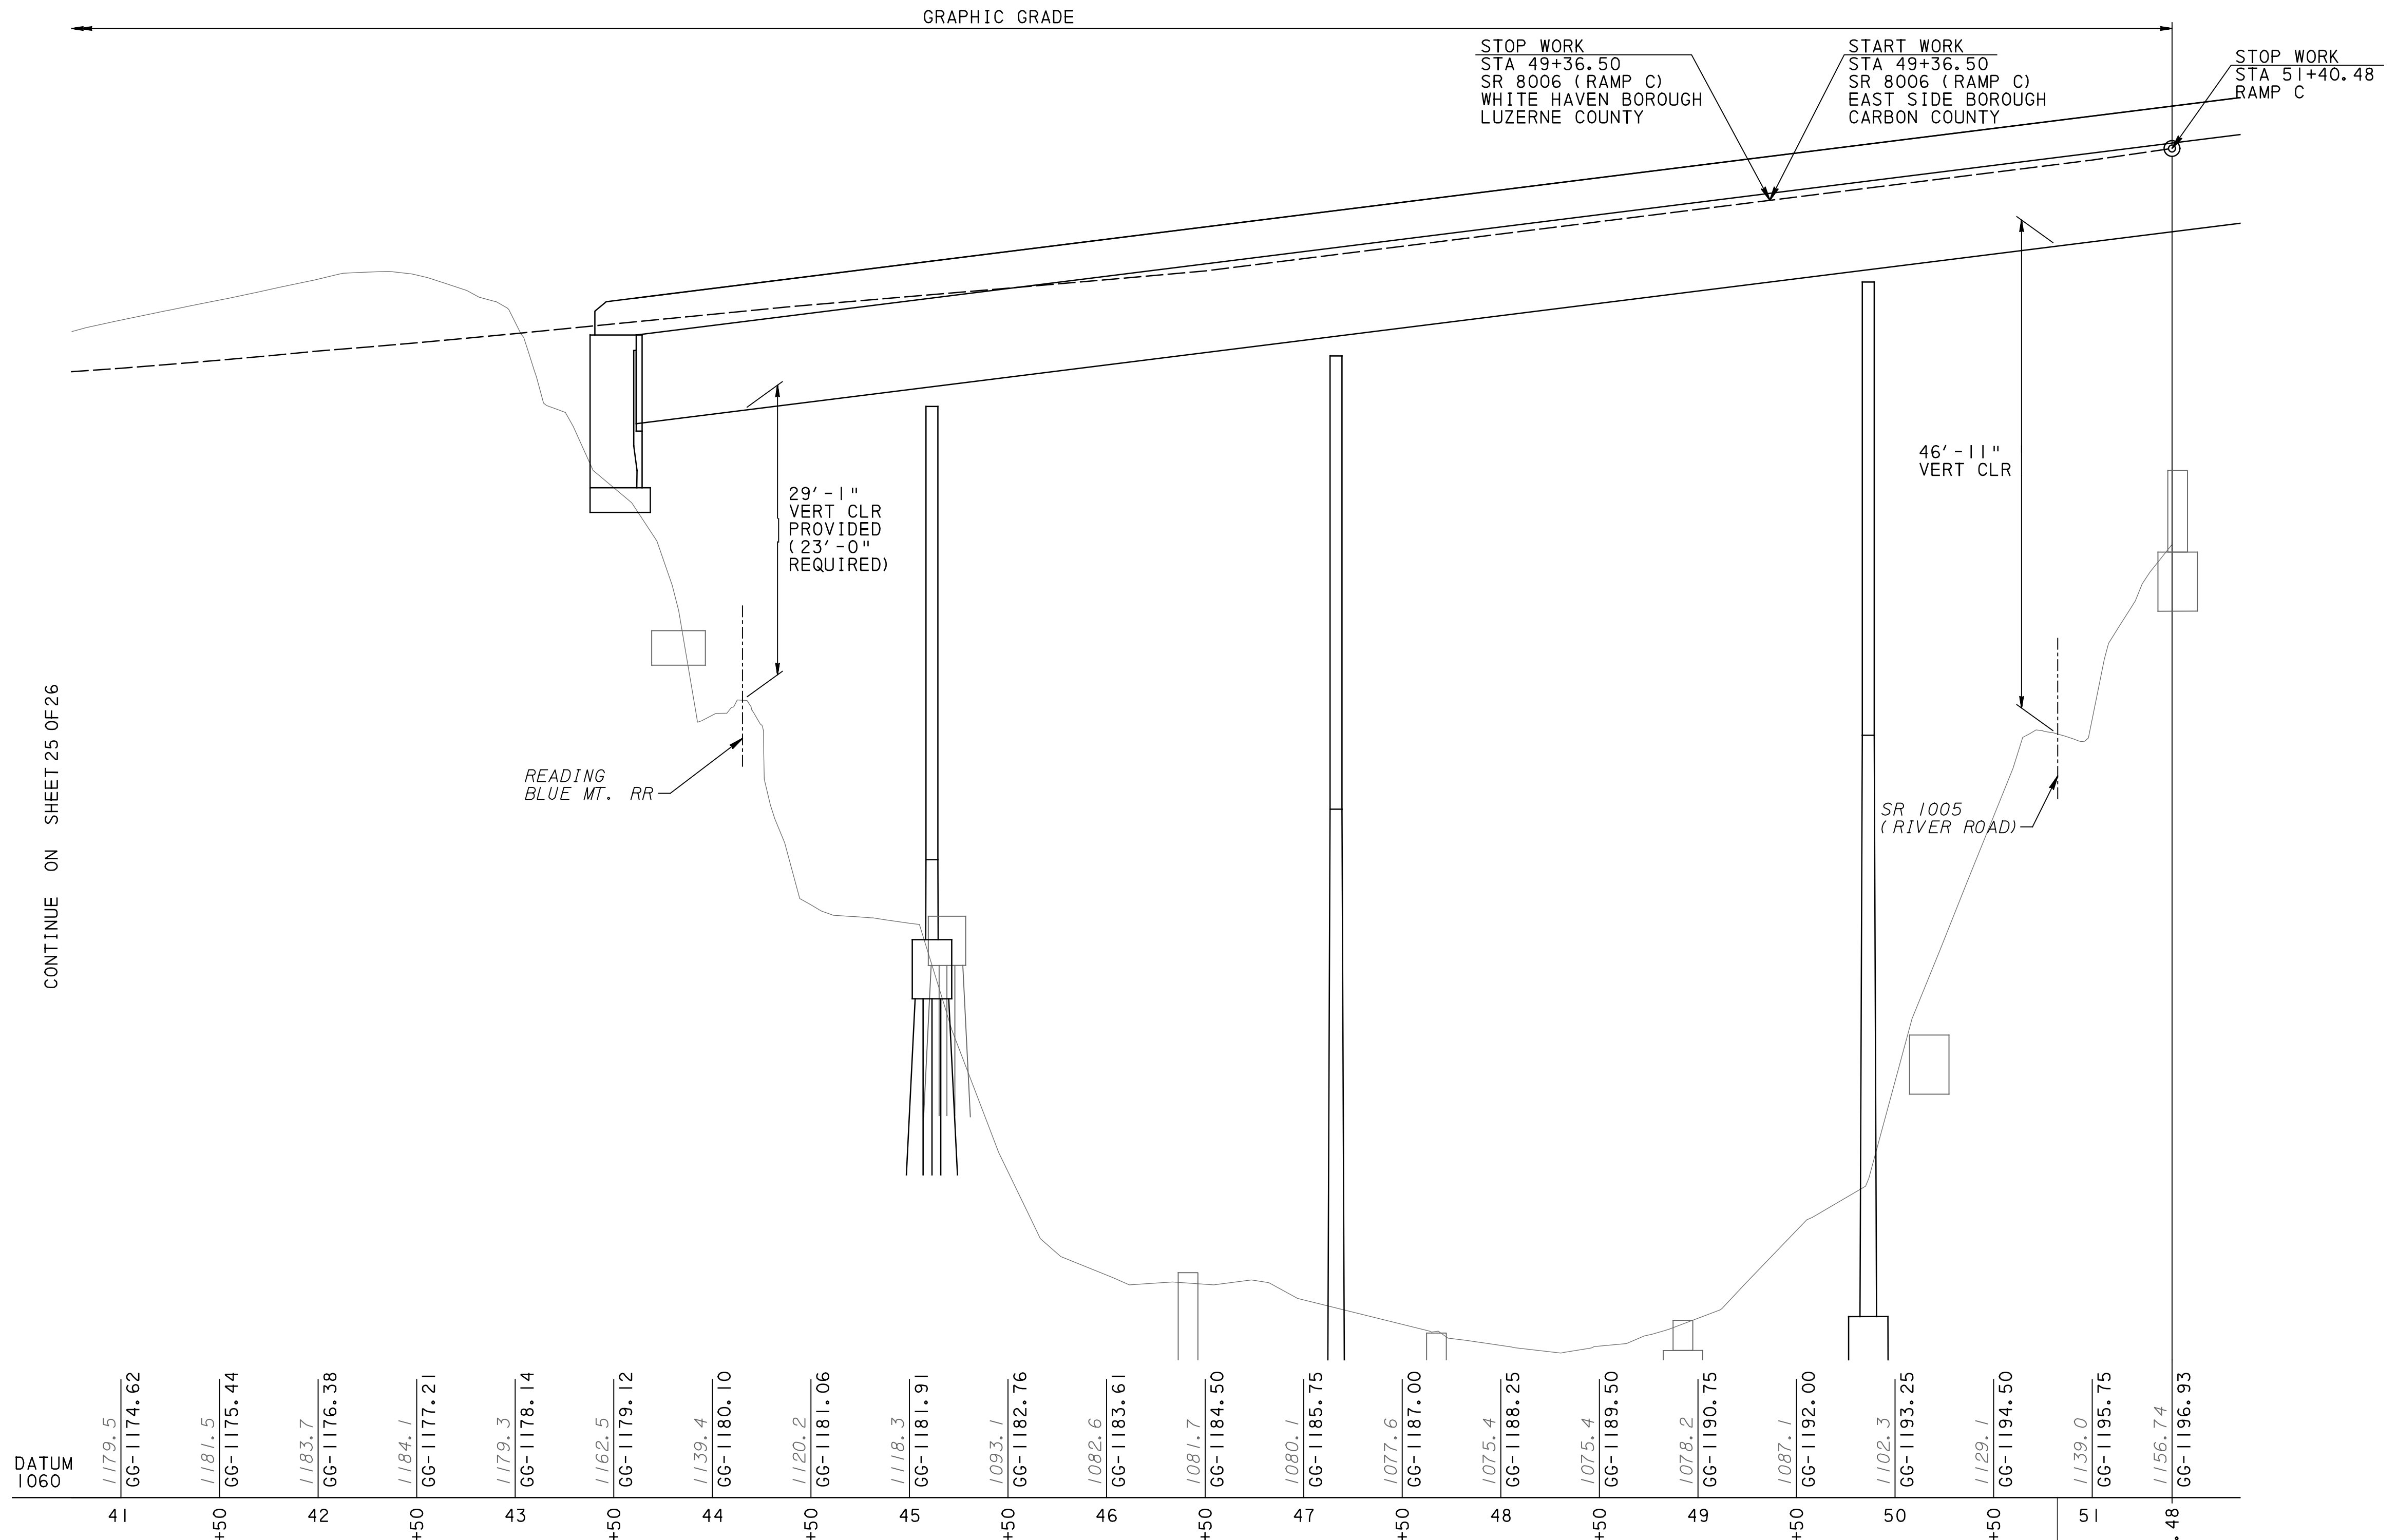 GRAPHIC GRADE
STOP WORK
STA 49+36.50
SR 8006 (RAMP C)
WHITE HAVEN BOROUGH
LUZERNE COUNTY
START WORK
STA 49+36.50
SR 8006 (RAMP C)
EAST SIDE BOROUGH
CARBON COUNTY
STOP WORK
STA 51+40.48
RAMP C
29'-1"
VERT CLR
PROVIDED
(23'-0"
REQUIRED)
46'-11"
VERT CLR
READING
BLUE MT. RR
SR 1005
(RIVER ROAD)
CONTINUE ON SHEET 25 OF 26
DATUM
1060
1179.5
GG-1174.62
1181.5
GG-1175.44
1183.7
GG-1176.38
1184.1
GG-1177.21
1179.3
GG-1178.14
1162.5
GG-1179.12
1139.4
GG-1180.10
1120.2
GG-1181.06
1118.3
GG-1181.91
1093.1
GG-1182.76
1082.6
GG-1183.61
1081.7
GG-1184.50
1080.1
GG-1185.75
1077.6
GG-1187.00
1075.4
GG-1188.25
1075.4
GG-1189.50
1078.2
GG-1190.75
1087.1
GG-1192.00
1102.3
GG-1193.25
1129.1
GG-1194.50
1139.0
GG-1195.75
1156.74
GG-1196.93
41 +50 42 +50 43 +50 44 +50 45 +50 46 +50 47 +50 48 +50 49 +50 50 +50 51 .48